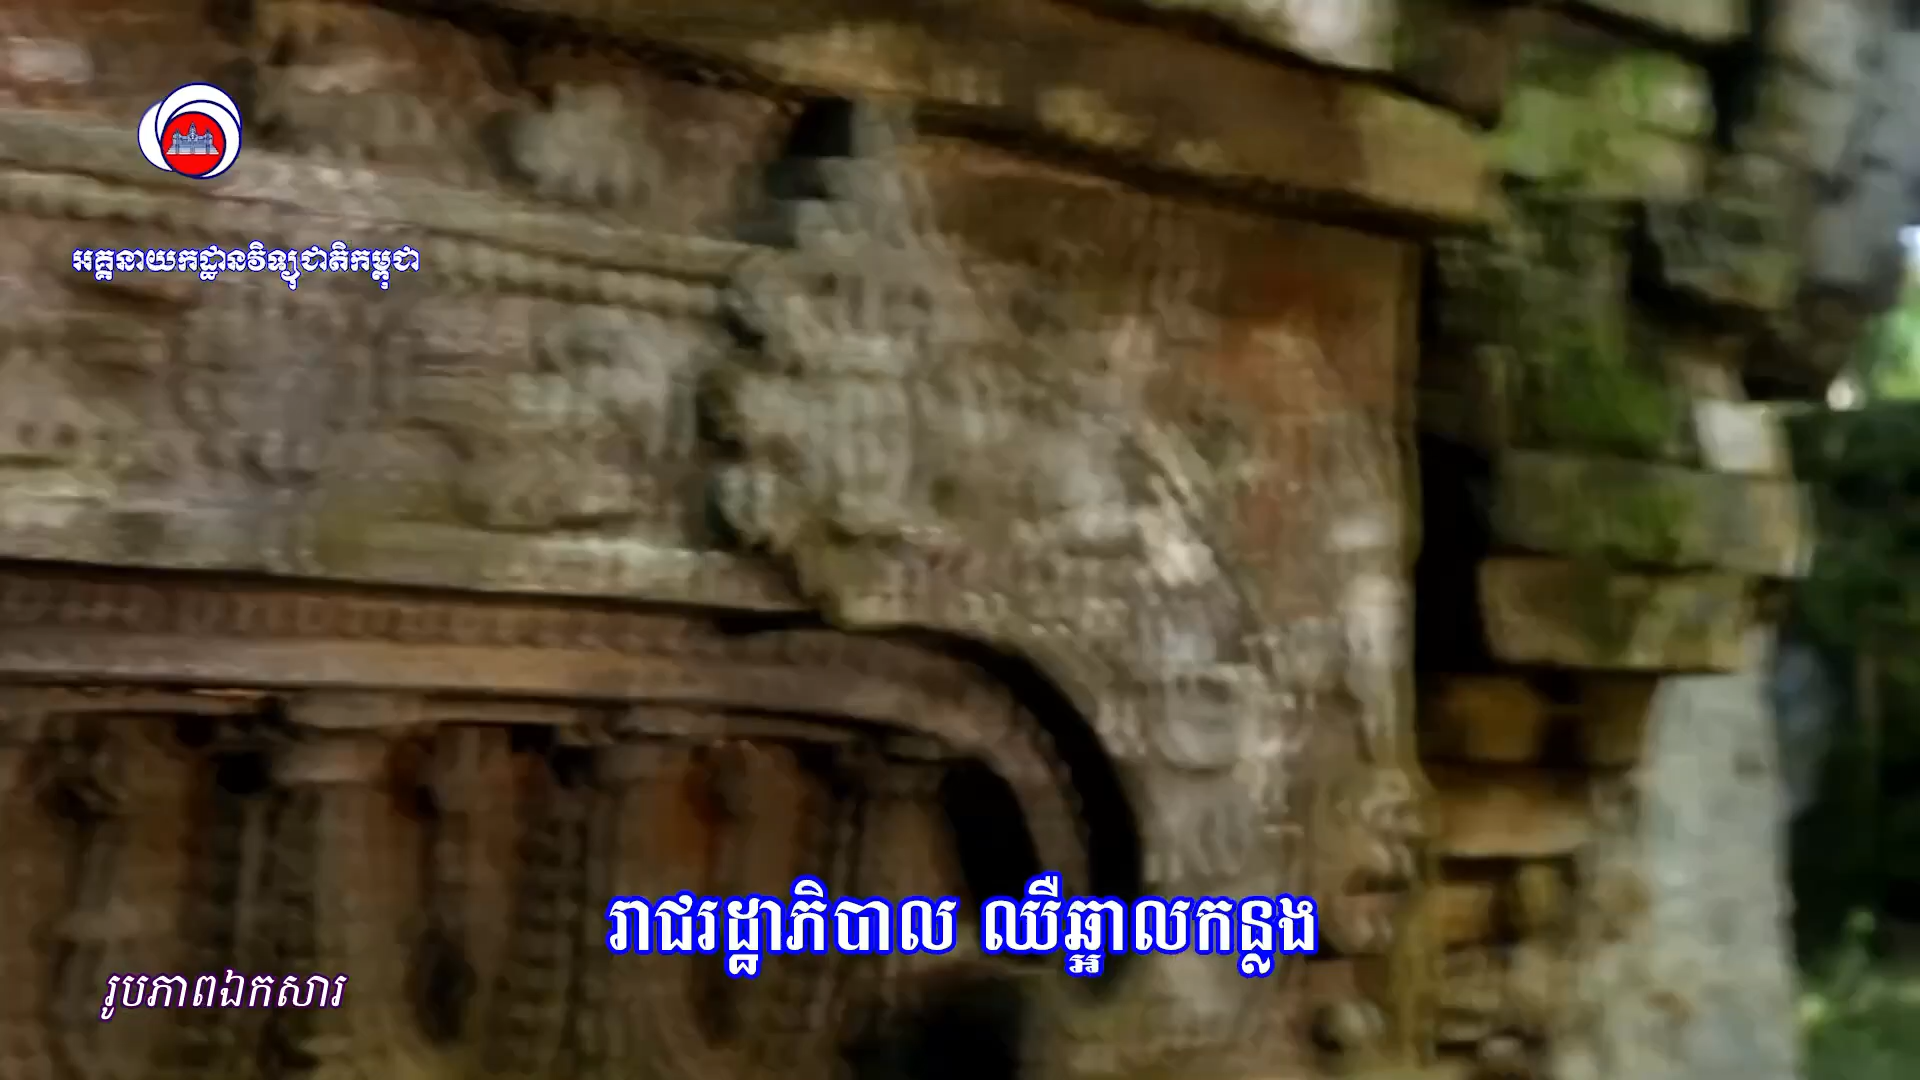 អគ្គនាយកដ្ឋានវិទ្យុជាតិកម្ពុជា
រាជរដ្ឋាភិបាល ឈឺឆ្អាលកន្លង
រូបភាពឯកសារ